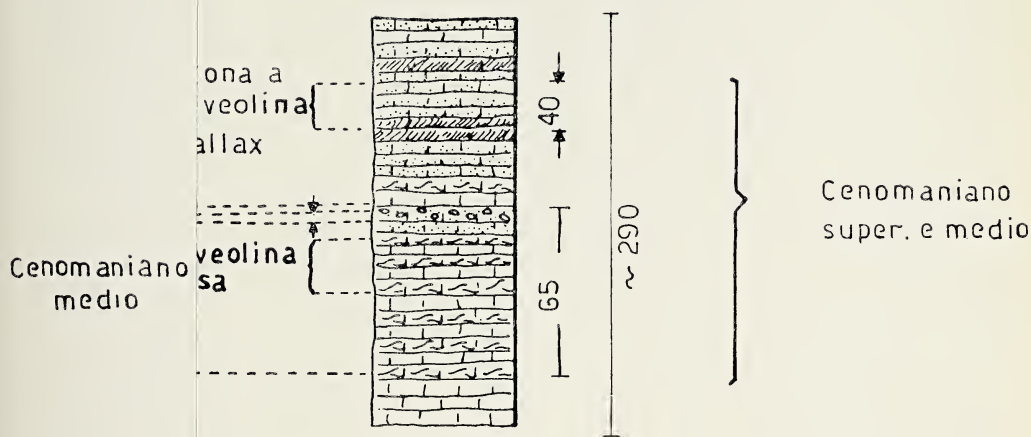 ona a
veolina
allax
veolina
sa
Cenomaniano
medio
40
65
~ 290
Cenomaniano
super. e medio